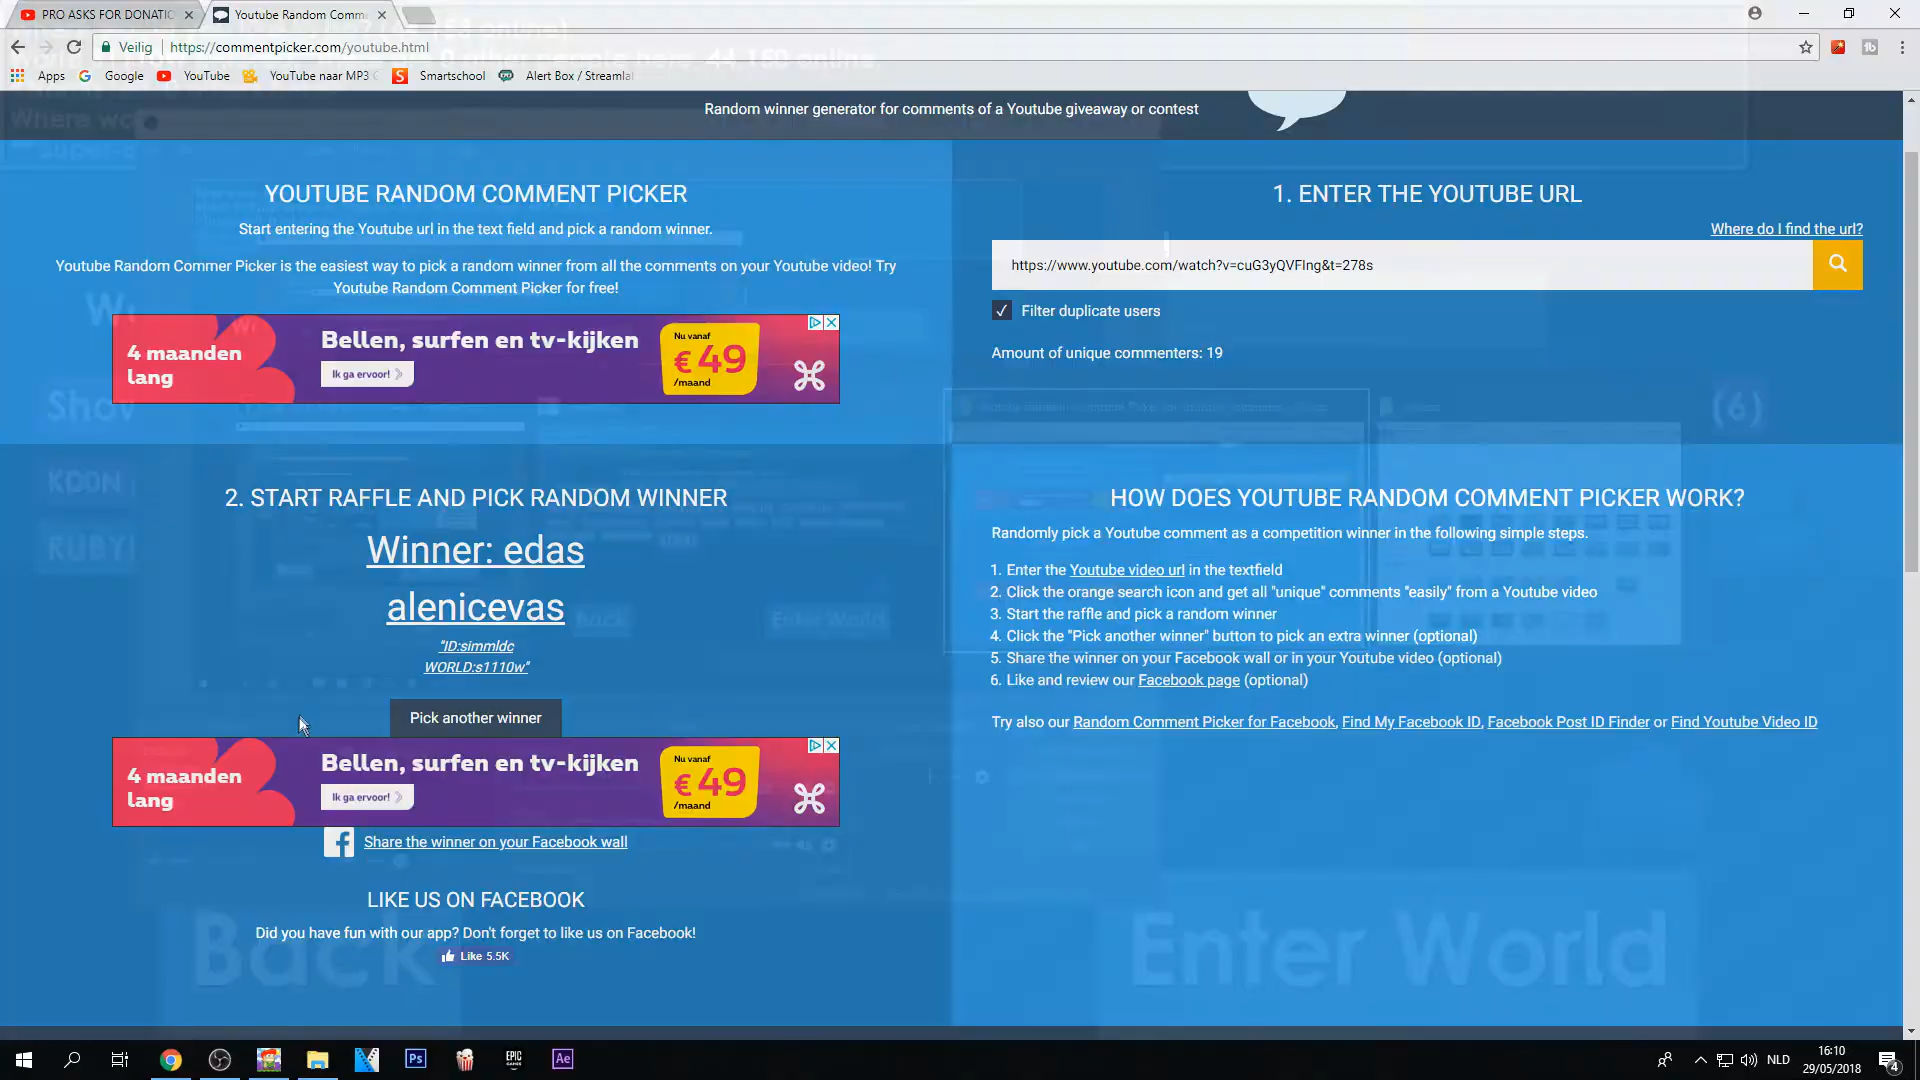 PRO ASKS FOR DONATIC
Youtube Random Comm
Veilig
https://commentpicker.com/youtube.html
Apps
Google
YouTube
YouTube naar MP3
Smartschool
Alert Box / Streamla
Random winner generator for comments of a Youtube giveaway or contest
YOUTUBE RANDOM COMMENT PICKER
Start entering the Youtube url in the text field and pick a random winner.
Youtube Random Commer Picker is the easiest way to pick a random winner from all the comments on your Youtube video! Try
Youtube Random Comment Picker for free!
4 maanden
lang
Bellen, surfen en tv-kijken
Ik ga ervoor!
Nu vanaf
€ 49
/maand
1. ENTER THE YOUTUBE URL
Where do I find the url?
https://www.youtube.com/watch?v=cuG3yQVFIng&t=278s
Filter duplicate users
Amount of unique commenters: 19
(6)
2. START RAFFLE AND PICK RANDOM WINNER
Winner: edas
alenicevas
"ID:simmldc
WORLD:s1110w"
Pick another winner
4 maanden
lang
Bellen, surfen en tv-kijken
Ik ga ervoor!
Nu vanaf
€ 49
/maand
Share the winner on your Facebook wall
LIKE US ON FACEBOOK
Did you have fun with our app? Don't forget to like us on Facebook!
Like 5.5K
HOW DOES YOUTUBE RANDOM COMMENT PICKER WORK?
Randomly pick a Youtube comment as a competition winner in the following simple steps.
1. Enter the Youtube video url in the textfield
2. Click the orange search icon and get all "unique" comments "easily" from a Youtube video
3. Start the raffle and pick a random winner
4. Click the "Pick another winner" button to pick an extra winner (optional)
5. Share the winner on your Facebook wall or in your Youtube video (optional)
6. Like and review our Facebook page (optional)
Try also our Random Comment Picker for Facebook, Find My Facebook ID, Facebook Post ID Finder or Find Youtube Video ID
Back
Enter World
Back
Enter World
Ps
EPIC
GAMES
Ae
NLD
16:10
29/05/2018
4